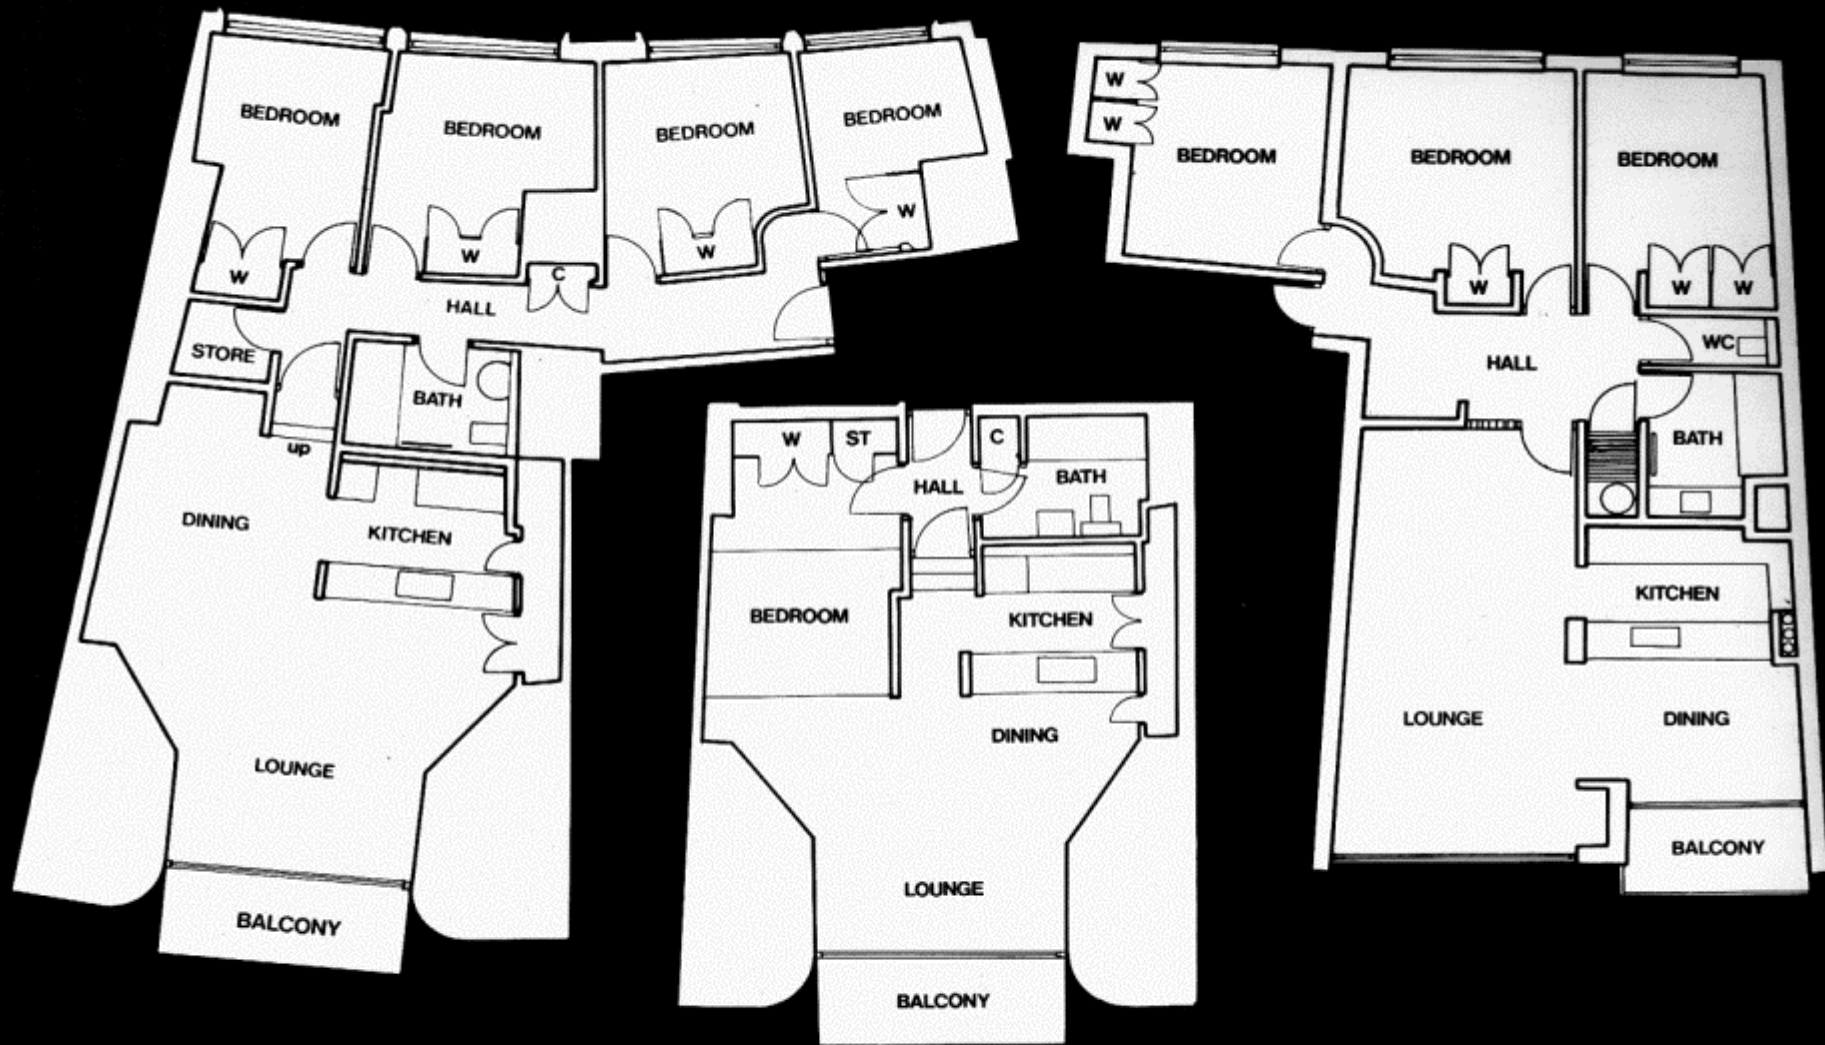 BEDROOM
BEDROOM
BEDROOM
BEDROOM
W
W
W
W
C
HALL
STORE
BATH
up
DINING
KITCHEN
LOUNGE
BALCONY
W
ST
C
HALL
BATH
BEDROOM
KITCHEN
DINING
LOUNGE
BALCONY
W
W
BEDROOM
BEDROOM
BEDROOM
W
W
W
WC
HALL
BATH
KITCHEN
LOUNGE
DINING
BALCONY